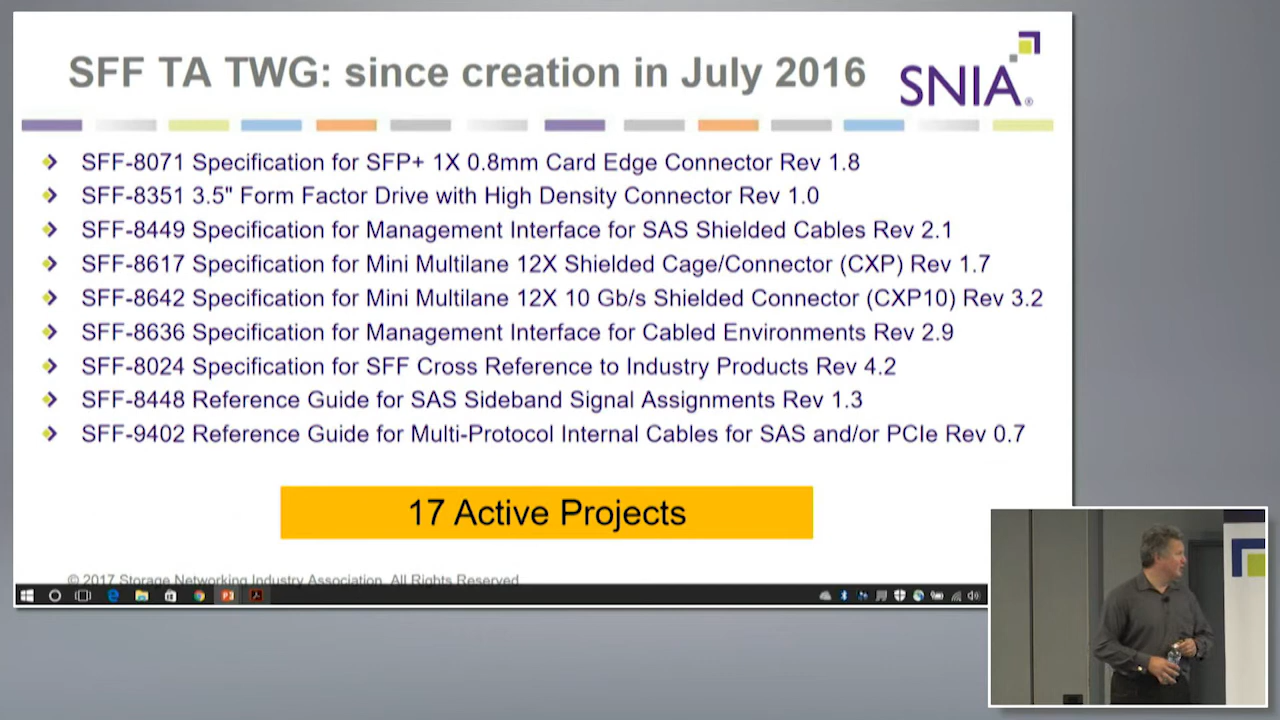 SFF TA TWG: since creation in July 2016
SNIA®
SFF-8071 Specification for SFP+ 1X 0.8mm Card Edge Connector Rev 1.8
SFF-8351 3.5" Form Factor Drive with High Density Connector Rev 1.0
SFF-8449 Specification for Management Interface for SAS Shielded Cables Rev 2.1
SFF-8617 Specification for Mini Multilane 12X Shielded Cage/Connector (CXP) Rev 1.7
SFF-8642 Specification for Mini Multilane 12X 10 Gb/s Shielded Connector (CXP10) Rev 3.2
SFF-8636 Specification for Management Interface for Cabled Environments Rev 2.9
SFF-8024 Specification for SFF Cross Reference to Industry Products Rev 4.2
SFF-8448 Reference Guide for SAS Sideband Signal Assignments Rev 1.3
SFF-9402 Reference Guide for Multi-Protocol Internal Cables for SAS and/or PCIe Rev 0.7
17 Active Projects
© 2017 Storage Networking Industry Association. All Rights Reserved